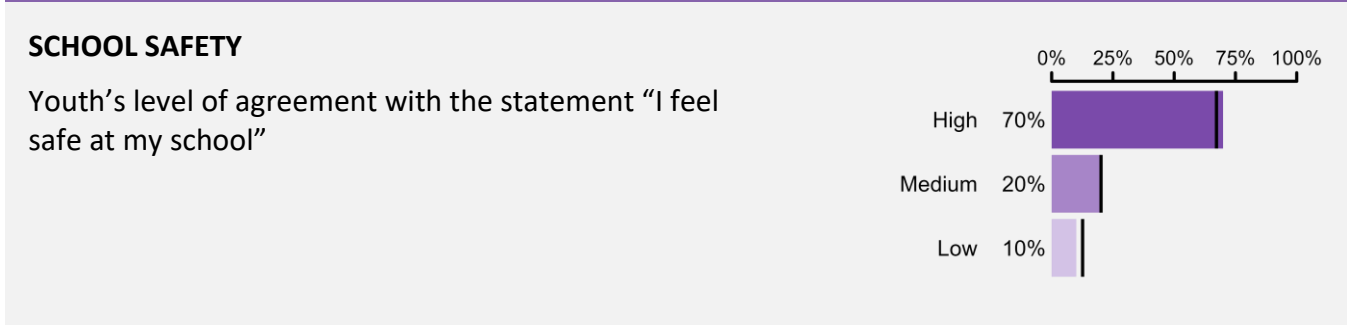 SCHOOL SAFETY
Youth’s level of agreement with the statement “I feel
safe at my school”
0% 25% 50% 75% 100%
High 70%
Medium 20%
Low 10%